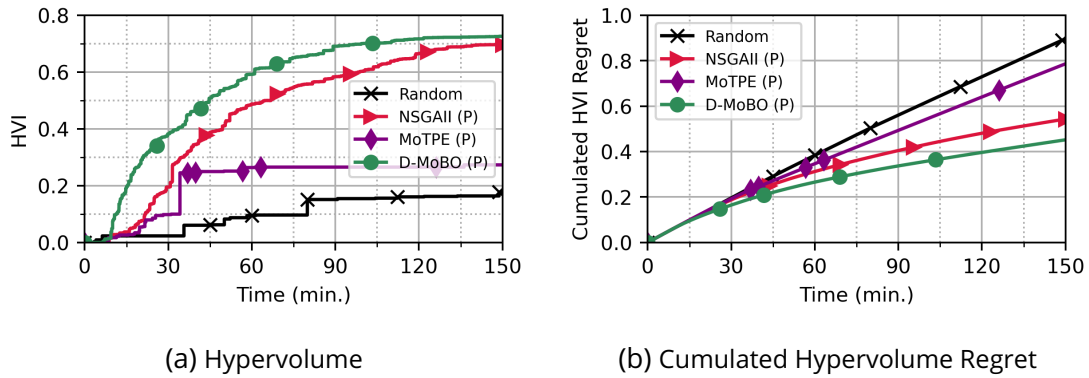 0.8
0.6
0.4
0.2
0.0
HVI
Random
NSGAII (P)
MoTPE (P)
D-MoBO (P)
0 30 60 90 120 150
Time (min.)
(a) Hypervolume
1.0
0.8
0.6
0.4
0.2
0.0
Cumulated HVI Regret
Random
NSGAII (P)
MoTPE (P)
D-MoBO (P)
0 30 60 90 120 150
Time (min.)
(b) Cumulated Hypervolume Regret